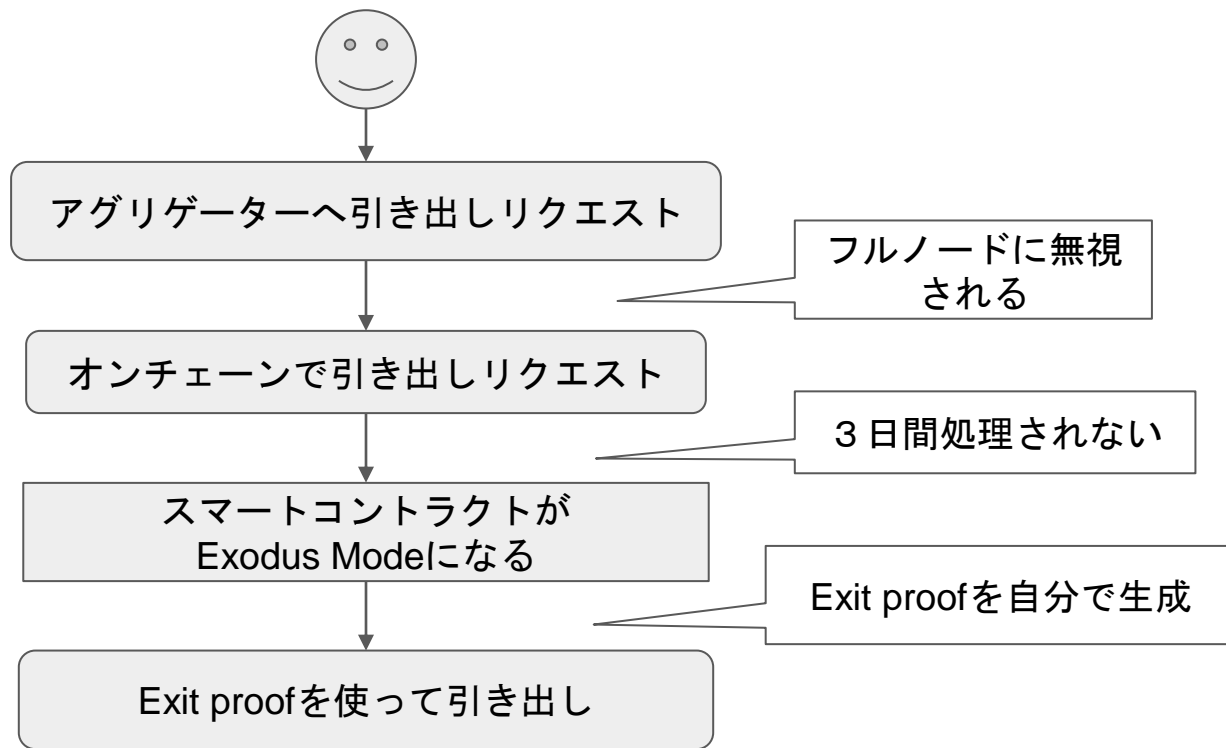 アグリゲーターへ引き出しリクエスト
フルノードに無視
される
オンチェーンで引き出しリクエスト
３日間処理されない
スマートコントラクトが
Exodus Modeになる
Exit proofを自分で生成
Exit proofを使って引き出し